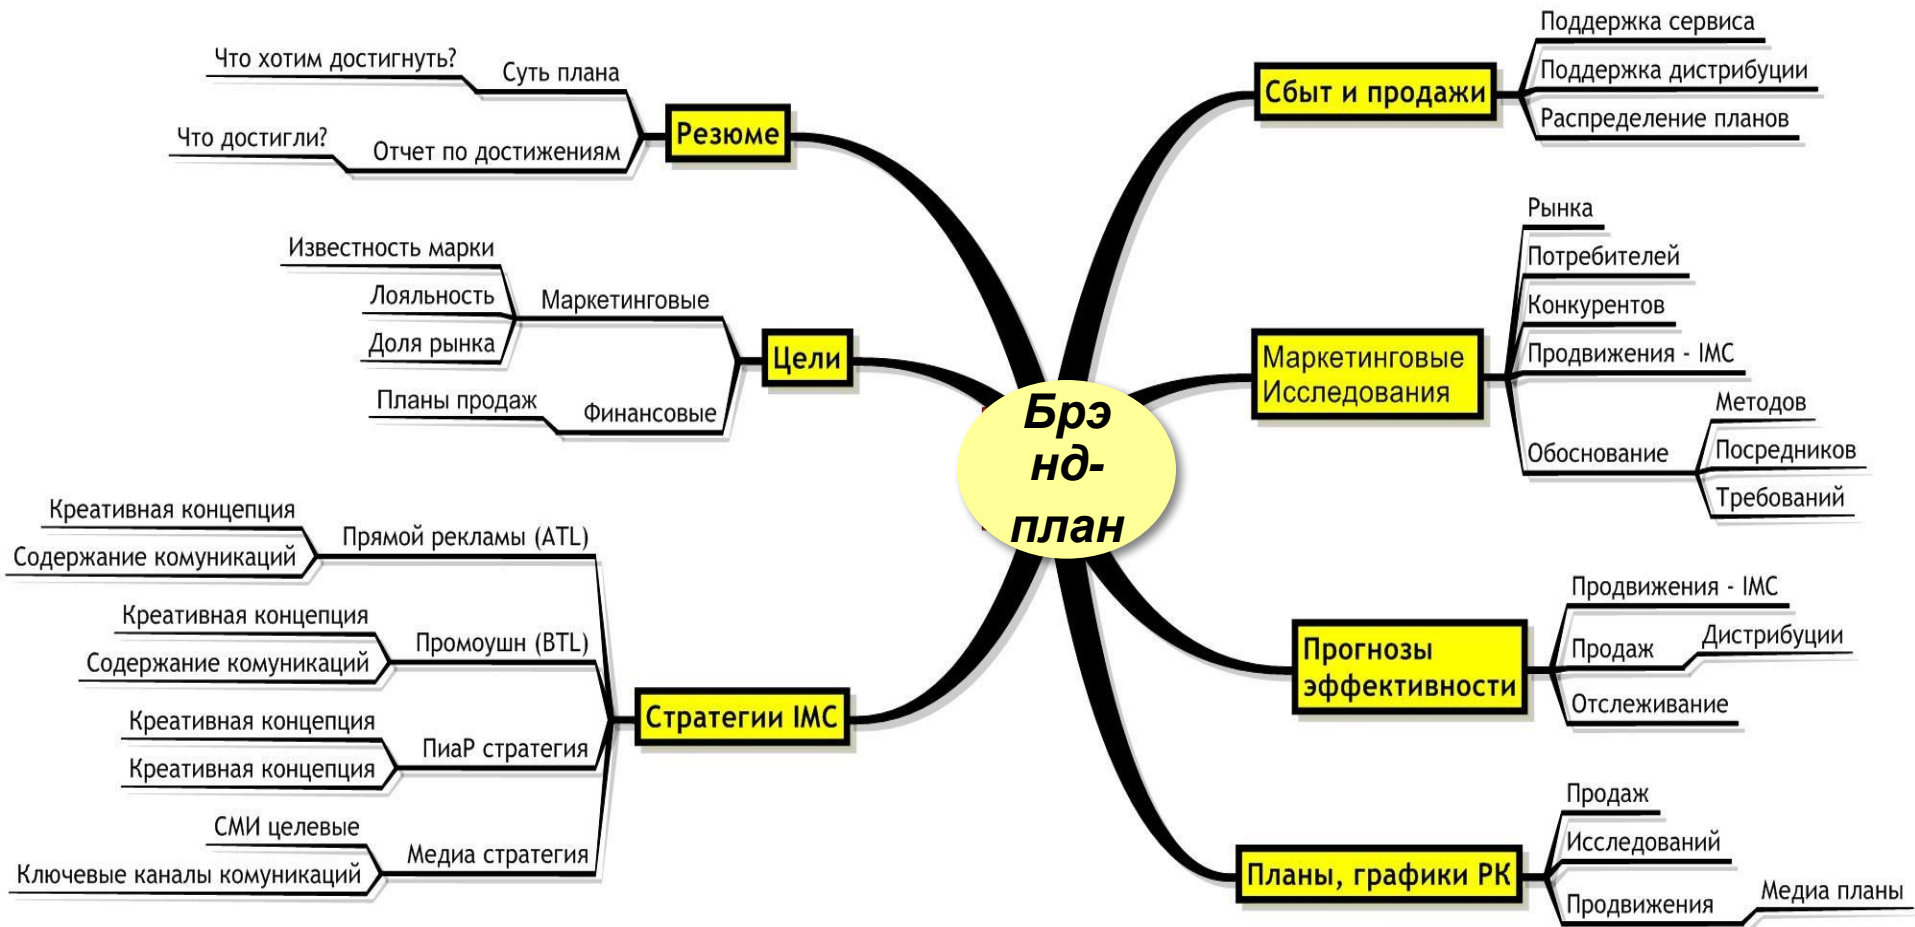 Что хотим достигнуть?
Суть плана
Что достигли?
Отчет по достижениям
Резюме
Известность марки
Лояльность
Доля рынка
Маркетинговые
Планы продаж
Финансовые
Цели
Креативная концепция
Содержание комуникаций
Прямой рекламы (ATL)
Креативная концепция
Содержание комуникаций
Промоушн (BTL)
Креативная концепция
Креативная концепция
ПиаР стратегия
СМИ целевые
Ключевые каналы комуникаций
Медиа стратегия
Стратегии IMC
Брэ
нд-
план
Сбыт и продажи
Поддержка сервиса
Поддержка дистрибуции
Распределение планов
Маркетинговые
Исследования
Рынка
Потребителей
Конкурентов
Продвижения - IMC
Обоснование
Методов
Посредников
Требований
Прогнозы
эффективности
Продвижения - IMC
Продаж
Дистрибуции
Отслеживание
Планы, графики РК
Продаж
Исследований
Продвижения
Медиа планы